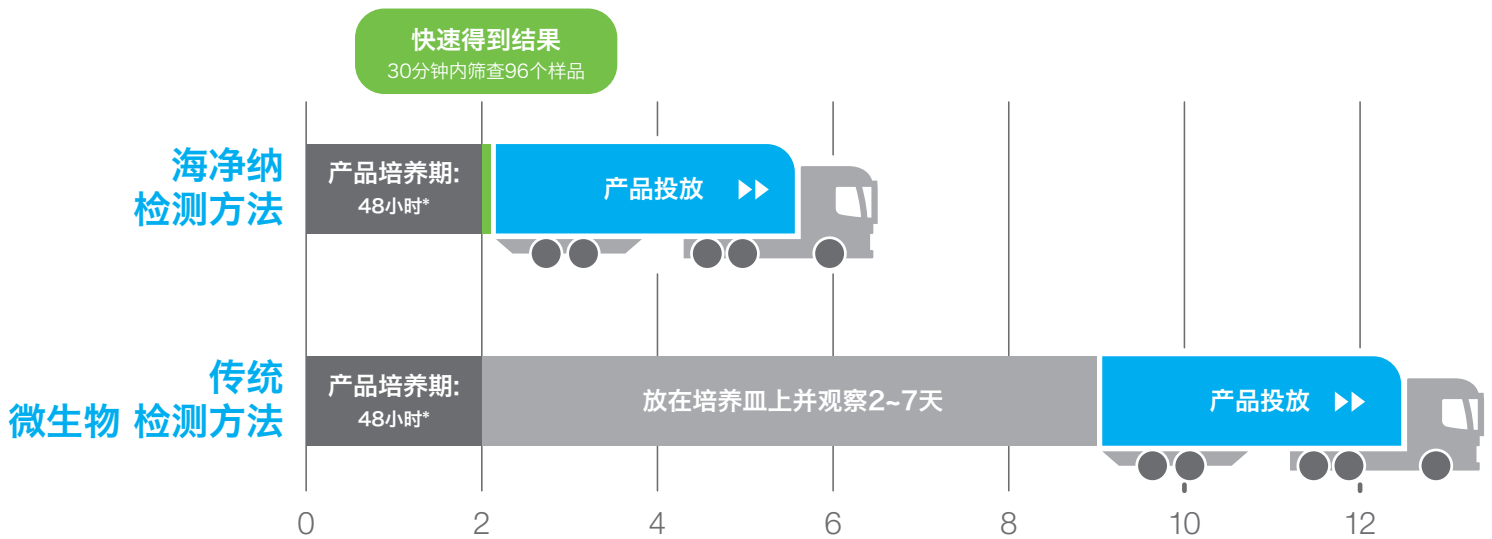 快速得到结果
30分钟内筛查96个样品
海净纳
检测方法
产品培养期:
48小时*
产品投放
传统
微生物 检测方法
产品培养期:
48小时*
放在培养皿上并观察2~7天
产品投放
0 2 4 6 8 10 12